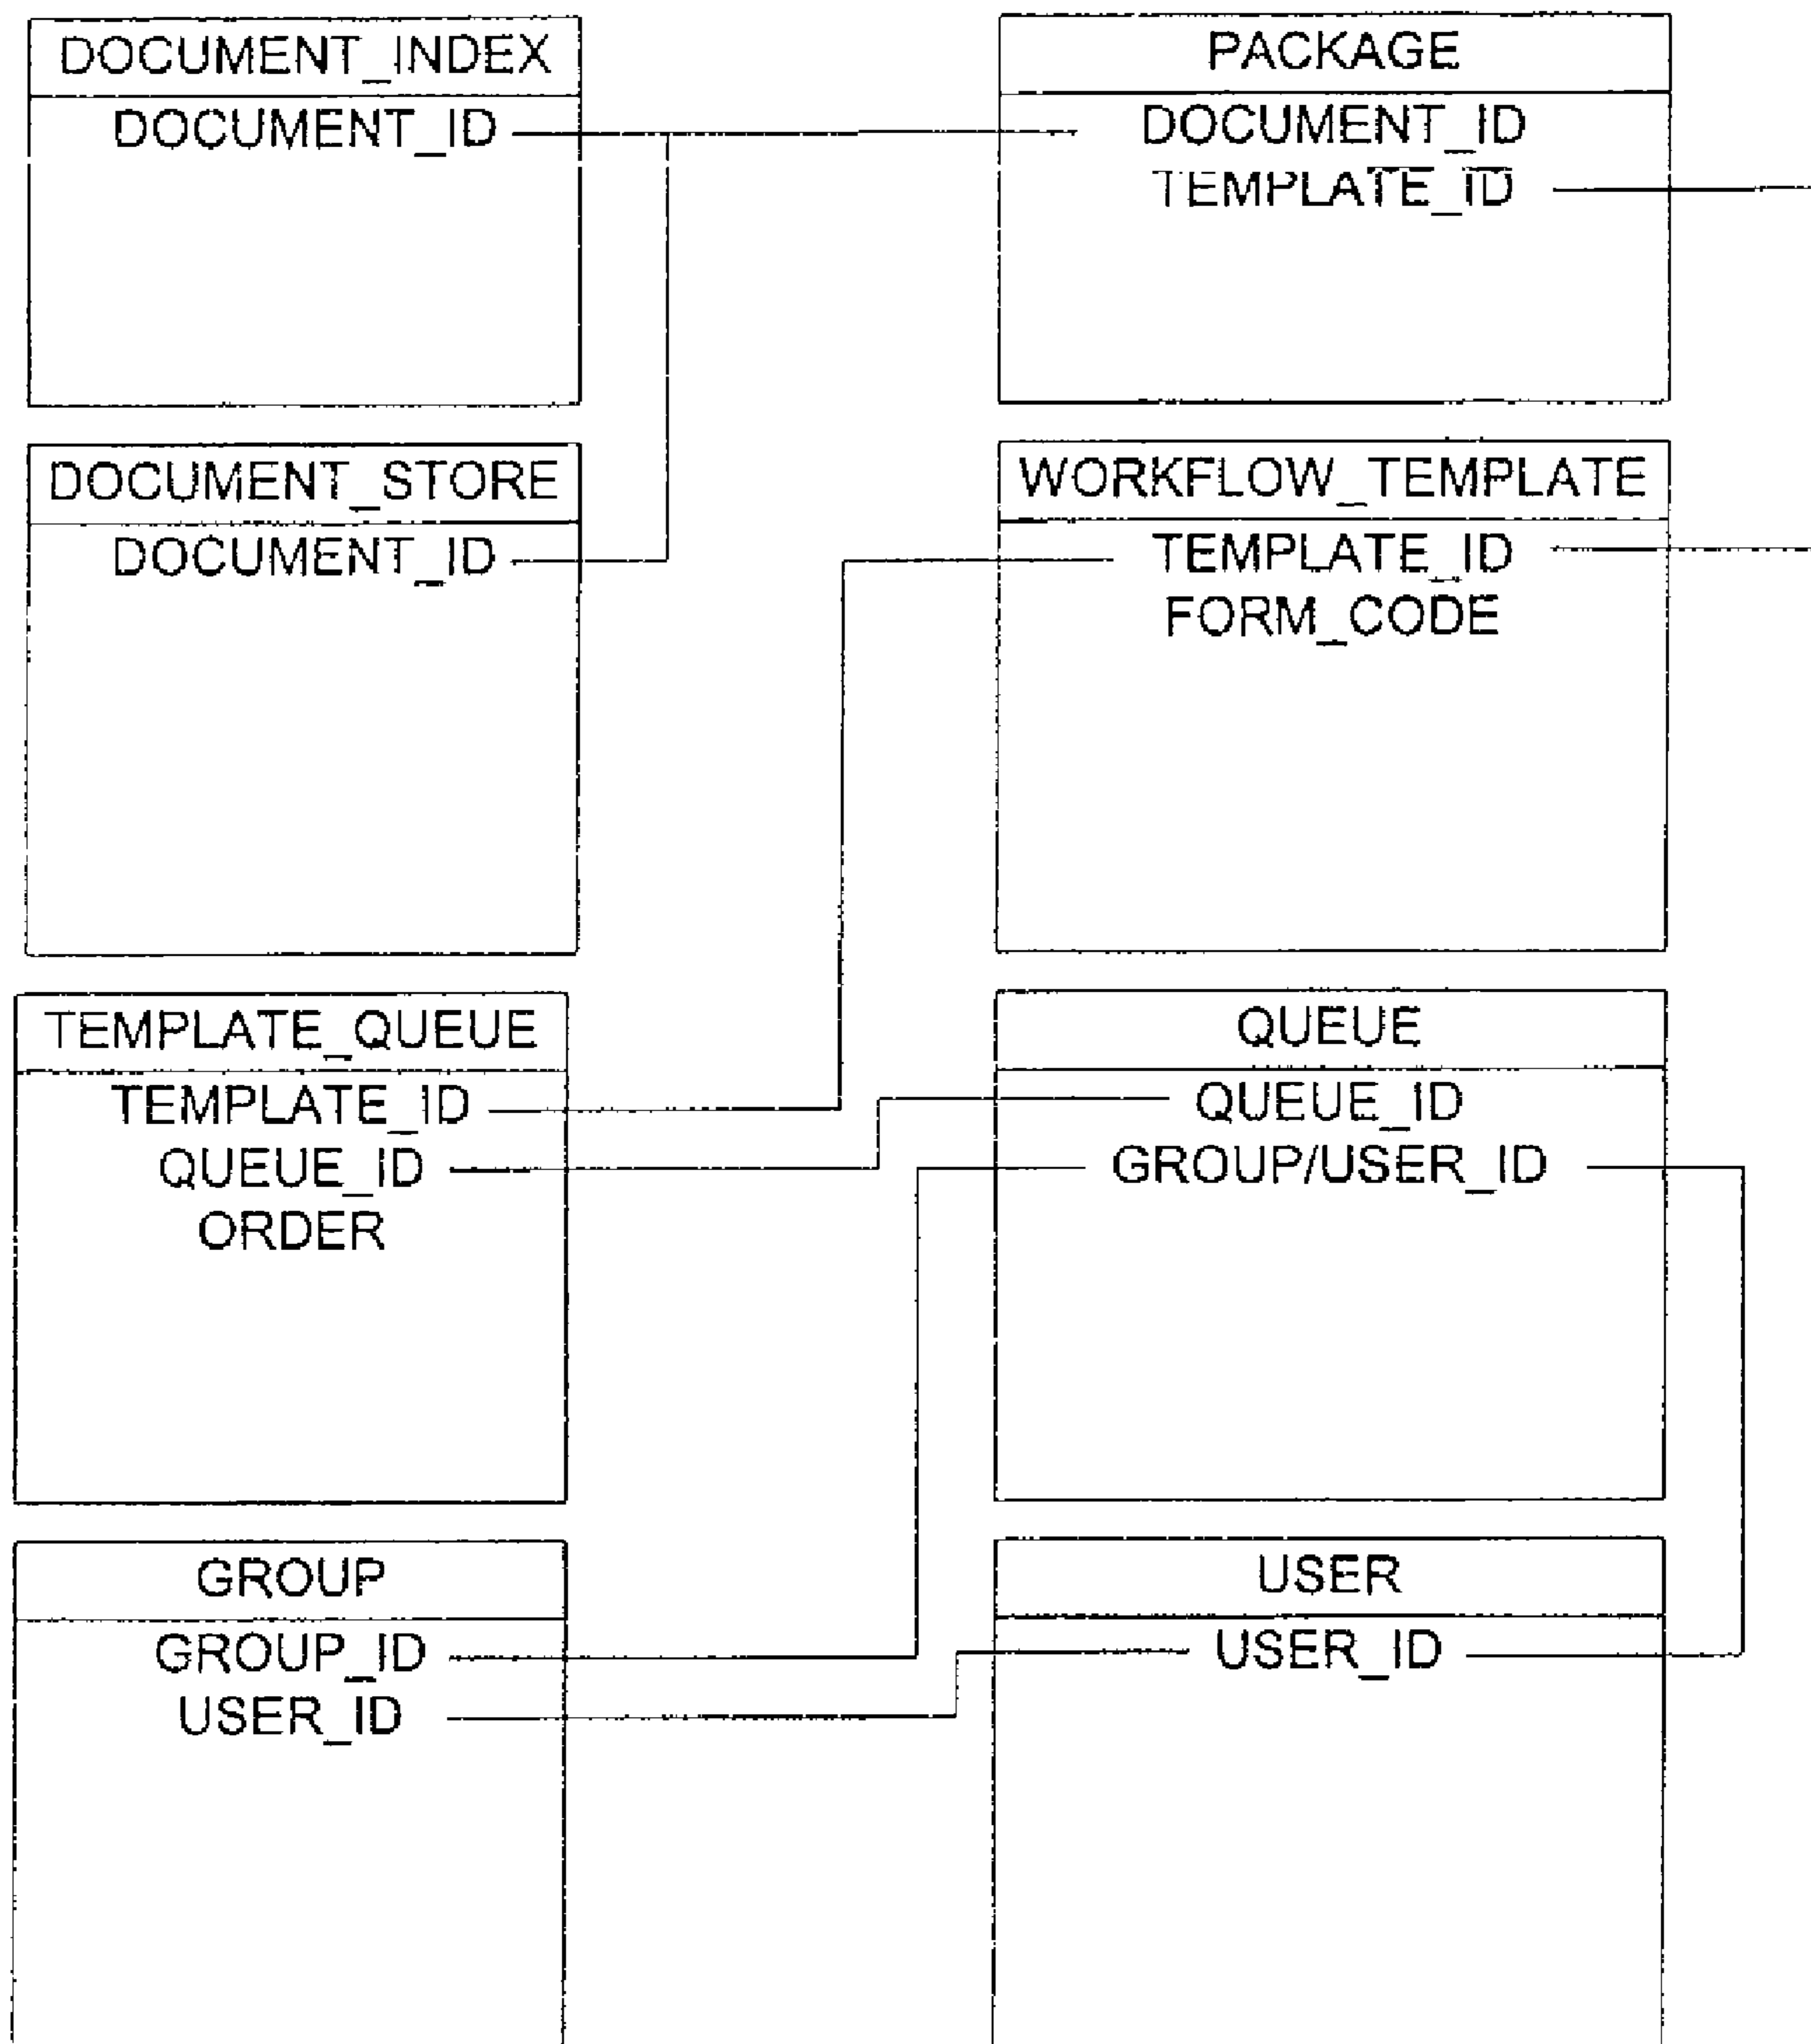 DOCUMENT_INDEX
DOCUMENT_ID
PACKAGE
DOCUMENT_ID
TEMPLATE_ID
DOCUMENT_STORE
DOCUMENT_ID
WORKFLOW_TEMPLATE
TEMPLATE_ID
FORM_CODE
TEMPLATE_QUEUE
TEMPLATE_ID
QUEUE_ID
ORDER
QUEUE
QUEUE_ID
GROUP/USER_ID
GROUP
GROUP_ID
USER_ID
USER
USER_ID